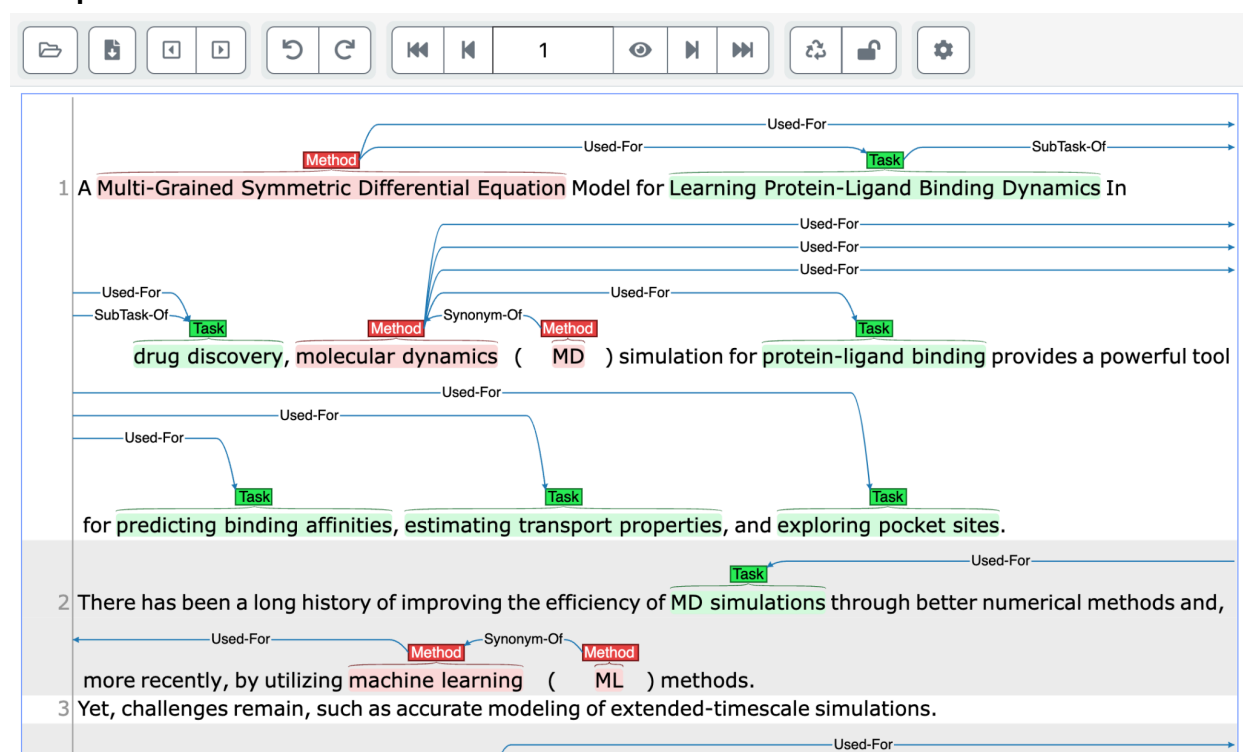 1
Used-For
Used-For SubTask-Of
Method Task
1 A Multi-Grained Symmetric Differential Equation Model for Learning Protein-Ligand Binding Dynamics In
Used-For
Used-For
Used-For
Used-For Used-For
SubTask-Of Synonym-Of
Task Method Method Task
drug discovery, molecular dynamics ( MD ) simulation for protein-ligand binding provides a powerful tool
Used-For
Used-For
Used-For
Task Task Task
for predicting binding affinities, estimating transport properties, and exploring pocket sites.
Used-For
Task
2 There has been a long history of improving the efficiency of MD simulations through better numerical methods and,
Used-For Synonym-Of
Method Method
more recently, by utilizing machine learning ( ML ) methods.
3 Yet, challenges remain, such as accurate modeling of extended-timescale simulations.
Used-For